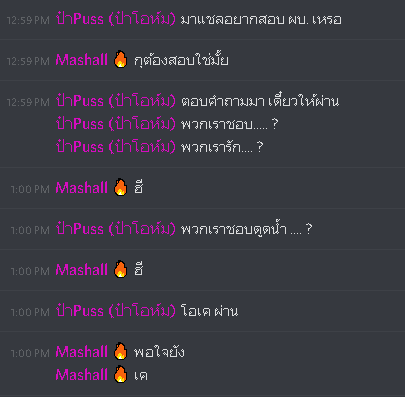 12:59 PM ป๋าPuss (ป๋าโอห์ม) มาแชลอยากสอบ ผบ. เหรอ
12:59 PM Mashall 🔥 กุต้องสอบใช่มั้ย
12:59 PM ป๋าPuss (ป๋าโอห์ม) ตอบคำถามมา เดี๋ยวให้ผ่าน
ป๋าPuss (ป๋าโอห์ม) พวกเราชอบ..... ?
ป๋าPuss (ป๋าโอห์ม) พวกเรารัก.... ?
1:00 PM Mashall 🔥 ฮี
1:00 PM ป๋าPuss (ป๋าโอห์ม) พวกเราชอบดูดน้ำ .... ?
1:00 PM Mashall 🔥 ฮี
1:00 PM ป๋าPuss (ป๋าโอห์ม) โอเค ผ่าน
1:00 PM Mashall 🔥 พอใจยัง
Mashall 🔥 เค